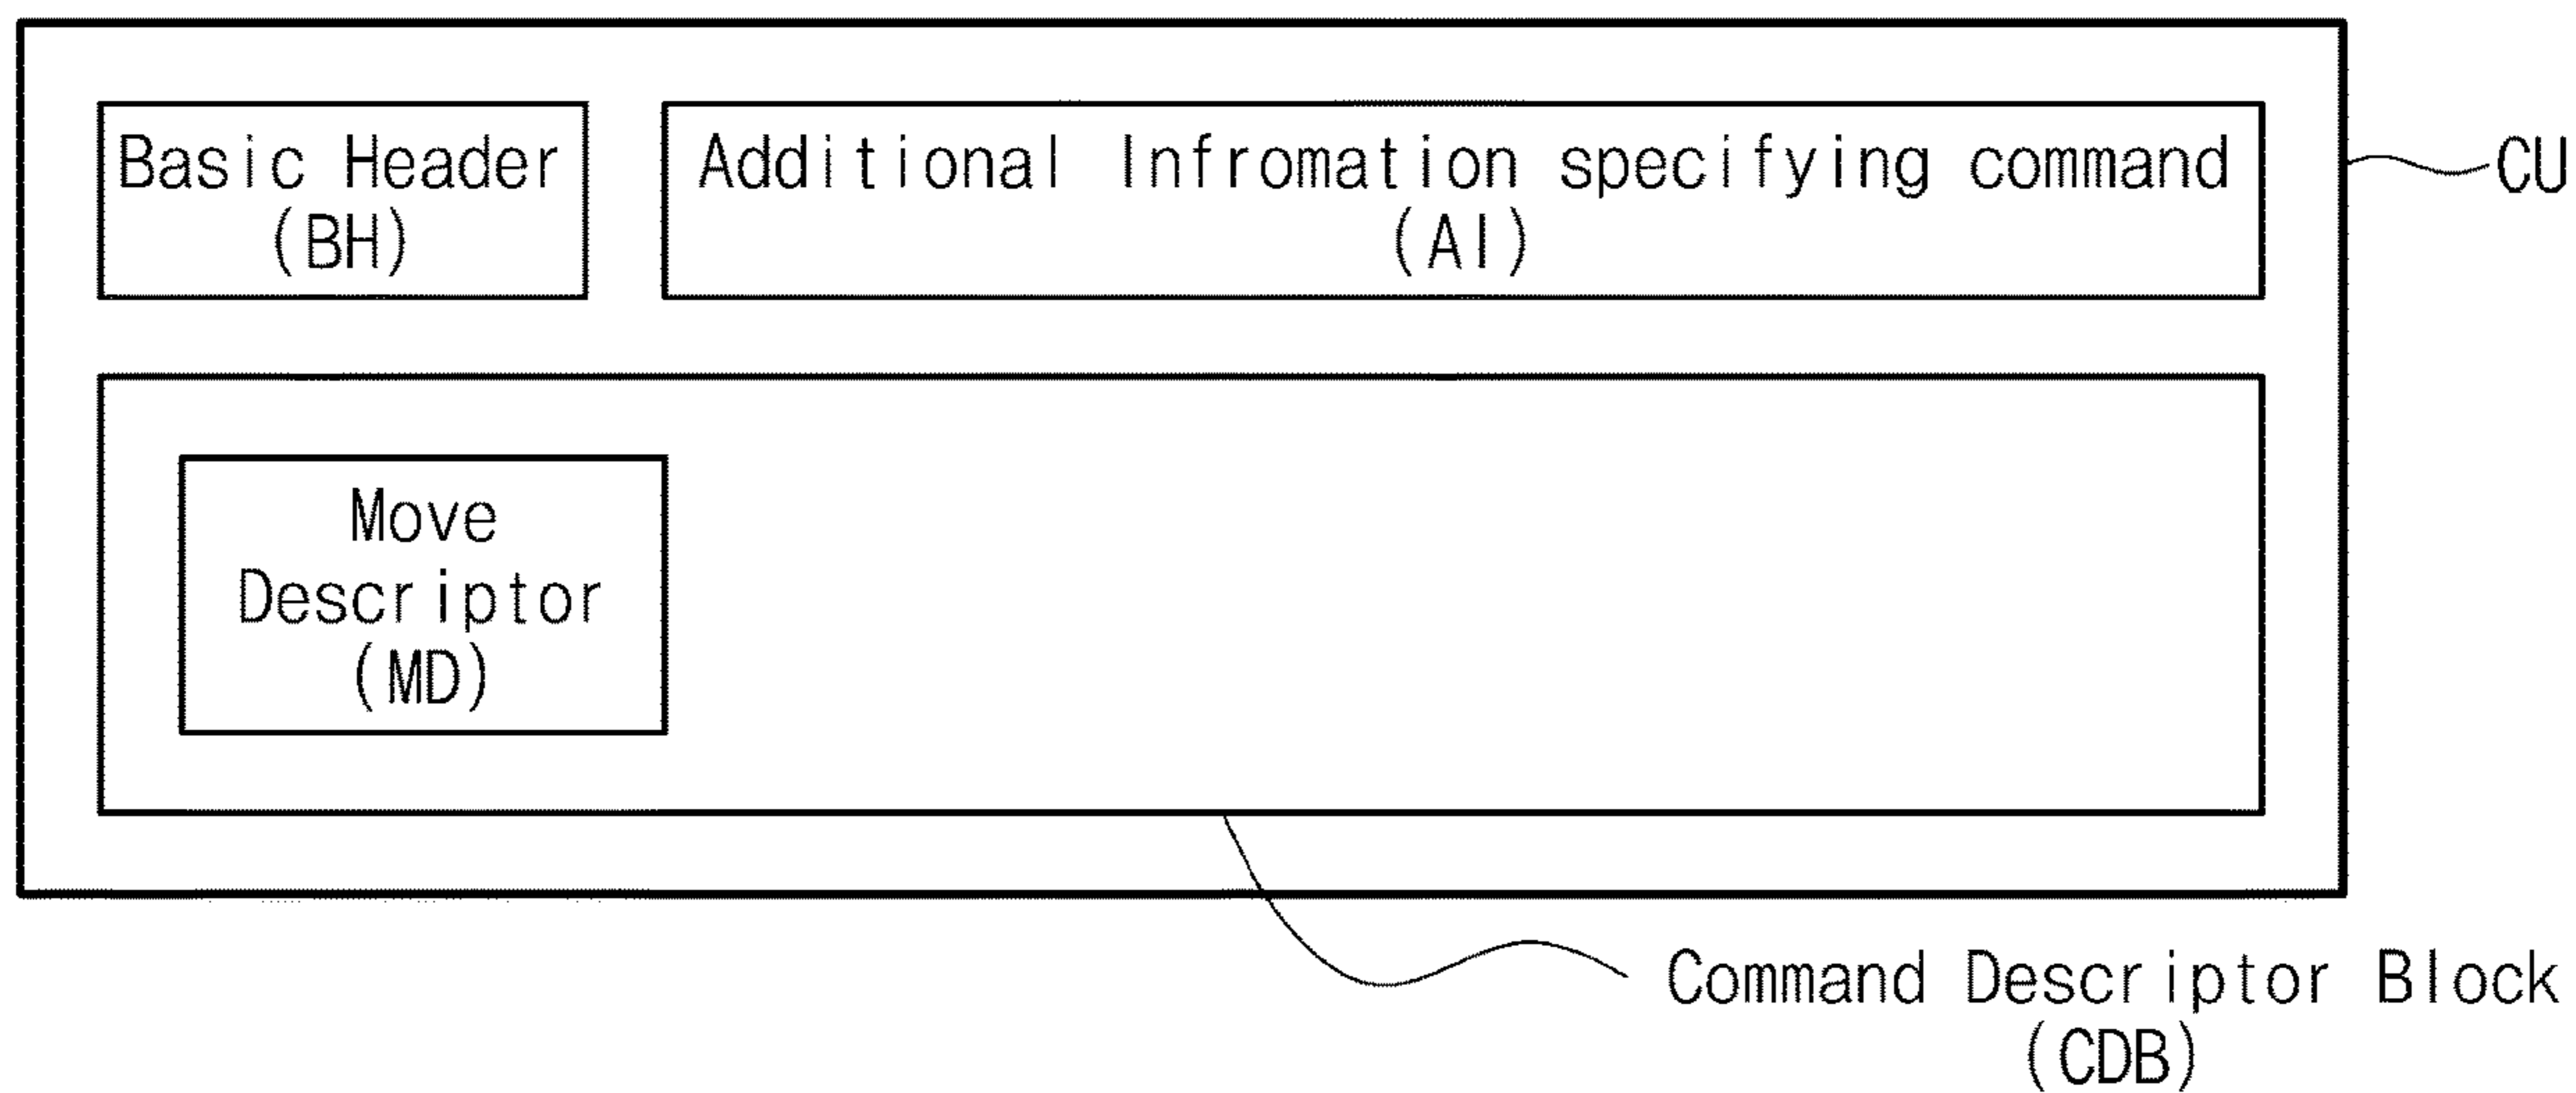 Basic Header
(BH)
Additional Infromation specifying command
(AI)
CU
Move
Descriptor
(MD)
Command Descriptor Block
(CDB)